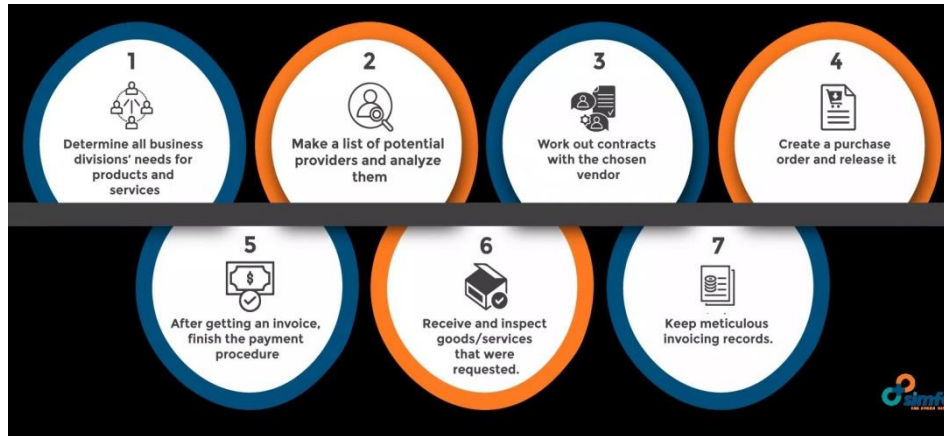 1
Determine all business
divisions' needs for
products and
services
2
Make a list of potential
providers and analyze
them
3
Work out contracts
with the chosen
vendor
4
Create a purchase
order and release it
5
$
After getting an invoice,
finish the payment
procedure
6
Receive and inspect
goods/services
that were
requested.
7
Keep meticulous
invoicing records.